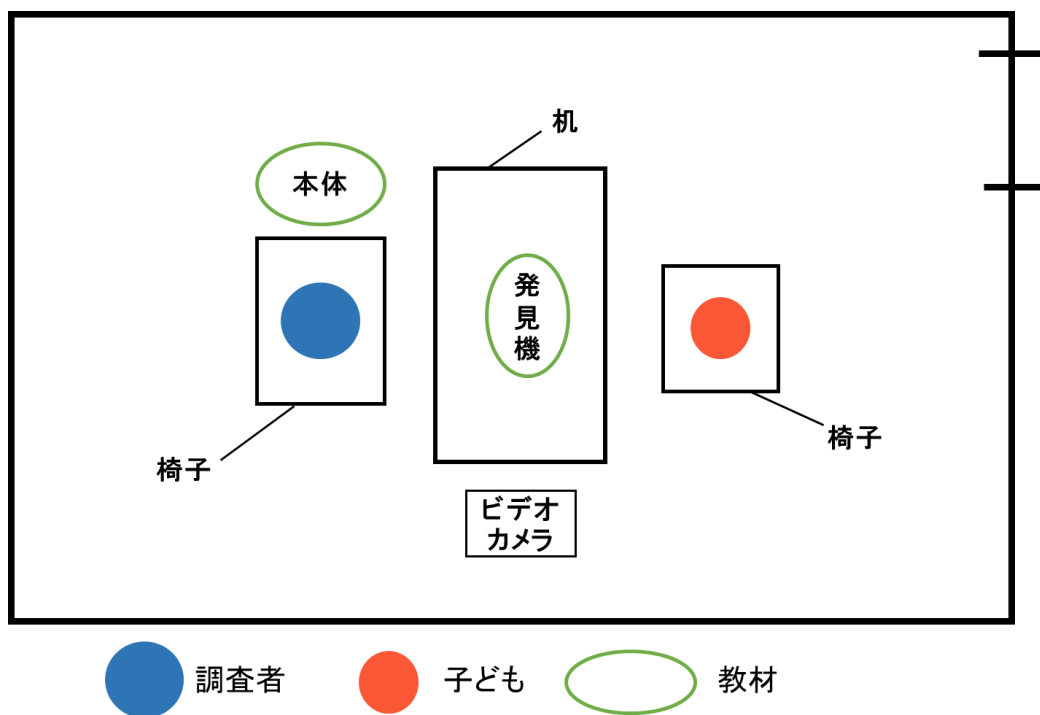 机
本体
発見機
椅子
椅子
ビデオ
カメラ
調査者
子ども
教材